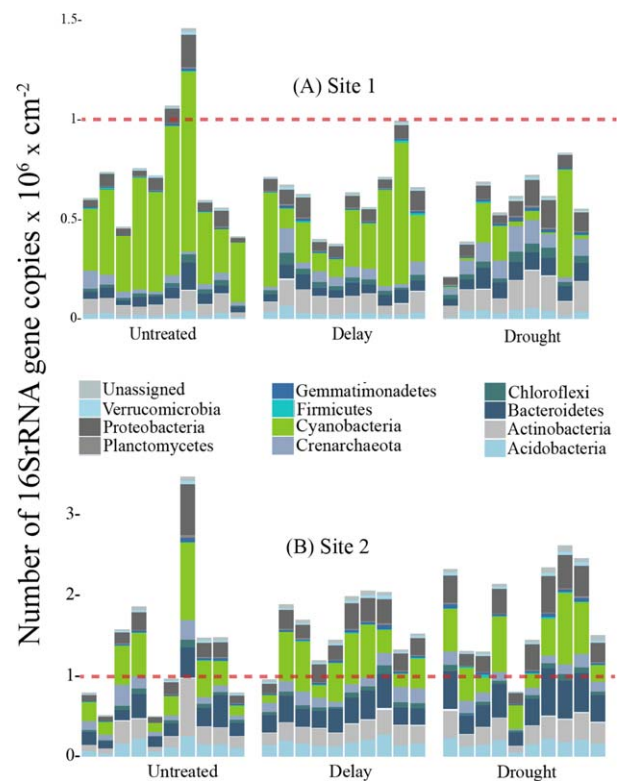 Number of 16SrRNA gene copies x 10⁶ x cm⁻²
1.5
(A) Site 1
1
0.5
0
Untreated Delay Drought
Unassigned Gemmatimonadetes Chloroflexi
Verrucomicrobia Firmicutes Bacteroidetes
Proteobacteria Cyanobacteria Actinobacteria
Planctomycetes Crenarchaeota Acidobacteria
3
(B) Site 2
2
1
0
Untreated Delay Drought